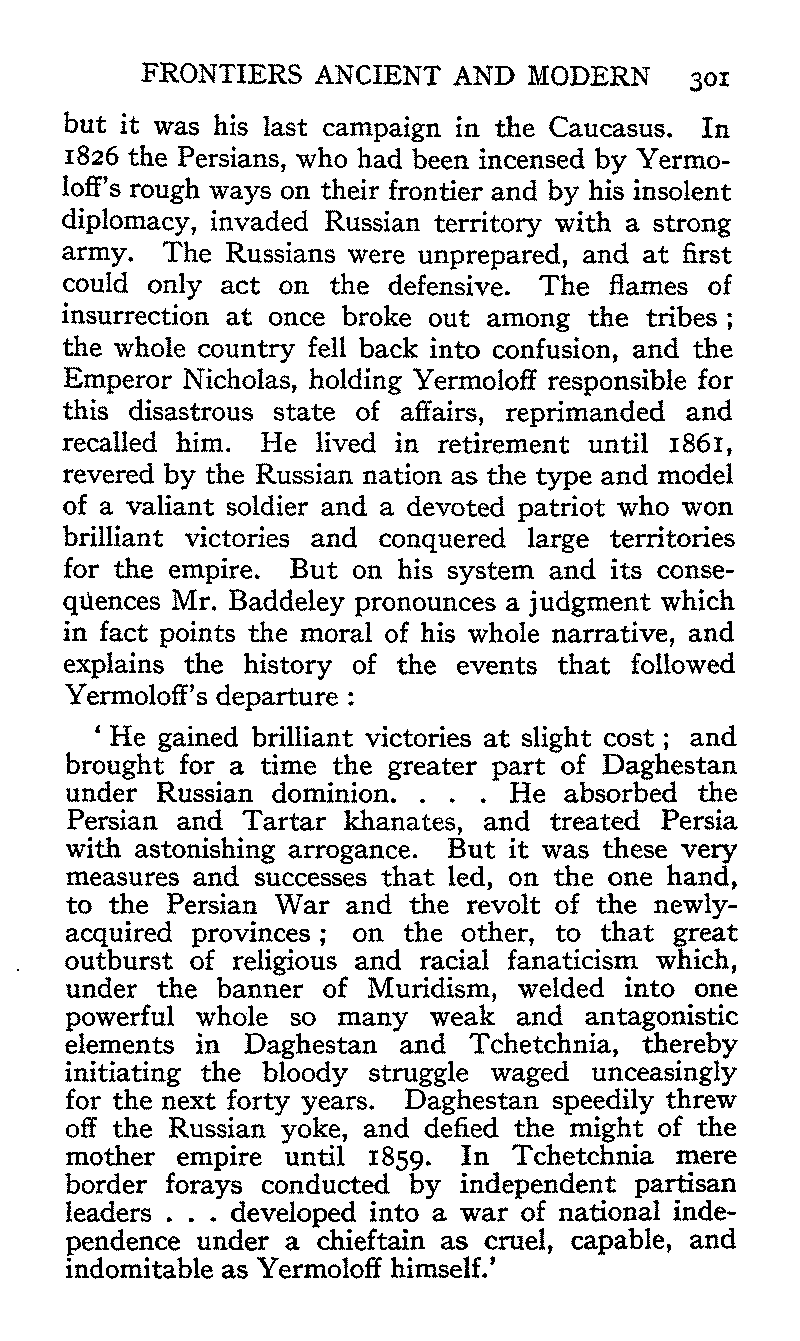 FRONTIERS ANCIENT AND MODERN 301
but it was his last campaign in the Caucasus. In
1826 the Persians, who had been incensed by Yermo-
loff's rough ways on their frontier and by his insolent
diplomacy, invaded Russian territory with a strong
army. The Russians were unprepared, and at first
could only act on the defensive. The flames of
insurrection at once broke out among the tribes ;
the whole country fell back into confusion, and the
Emperor Nicholas, holding Yermoloff responsible for
this disastrous state of affairs, reprimanded and
recalled him. He lived in retirement until 1861,
revered by the Russian nation as the type and model
of a valiant soldier and a devoted patriot who won
brilliant victories and conquered large territories
for the empire. But on his system and its conse-
quences Mr. Baddeley pronounces a judgment which
in fact points the moral of his whole narrative, and
explains the history of the events that followed
Yermoloff's departure :
‘ He gained brilliant victories at slight cost ; and
brought for a time the greater part of Daghestan
under Russian dominion. . . . He absorbed the
Persian and Tartar khanates, and treated Persia
with astonishing arrogance. But it was these very
measures and successes that led, on the one hand,
to the Persian War and the revolt of the newly-
acquired provinces ; on the other, to that great
outburst of religious and racial fanaticism which,
under the banner of Muridism, welded into one
powerful whole so many weak and antagonistic
elements in Daghestan and Tchetchnia, thereby
initiating the bloody struggle waged unceasingly
for the next forty years. Daghestan speedily threw
off the Russian yoke, and defied the might of the
mother empire until 1859. In Tchetchnia mere
border forays conducted by independent partisan
leaders . . . developed into a war of national inde-
pendence under a chieftain as cruel, capable, and
indomitable as Yermoloff himself.’